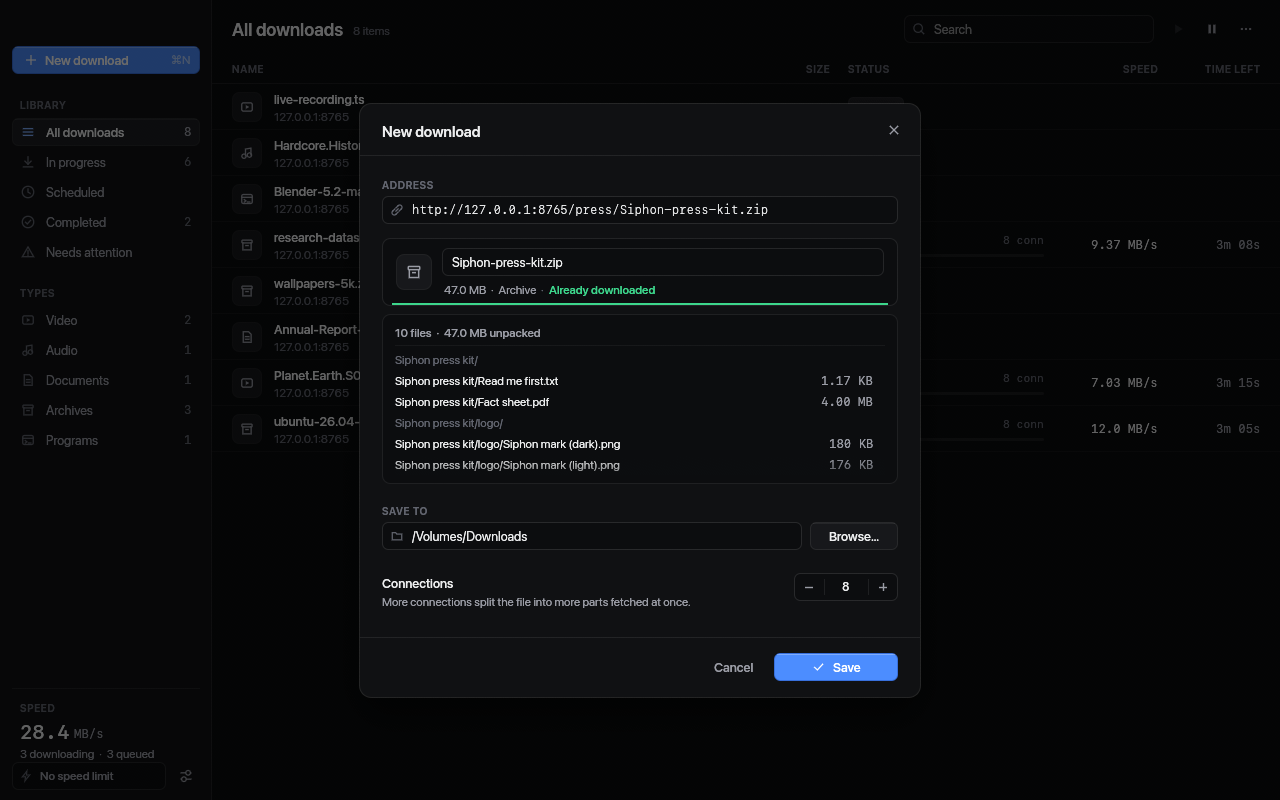 All downloads 8 items
Search
New download ⌘N
NAME SIZE STATUS SPEED TIME LEFT
LIBRARY
All downloads 8
In progress 6
Scheduled
Completed 2
Needs attention
TYPES
Video 2
Audio 1
Documents 1
Archives 3
Programs 1
live-recording.ts
127.0.0.1:8765
127.0.0.1:8765
Blender-5.2-
127.0.0.1:8765
127.0.0.1:8765
8 conn 9.37 MB/s 3m 08s
127.0.0.1:8765
Annual-Report-
127.0.0.1:8765
127.0.0.1:8765
8 conn 7.03 MB/s 3m 15s
ubuntu-26.04-
127.0.0.1:8765
8 conn 12.0 MB/s 3m 05s
New download
ADDRESS
http://127.0.0.1:8765/press/Siphon-press-kit.zip
Siphon-press-kit.zip
47.0 MB · Archive · Already downloaded
10 files · 47.0 MB unpacked
Siphon press kit/
Siphon press kit/Read me first.txt 1.17 KB
Siphon press kit/Fact sheet.pdf 4.00 MB
Siphon press kit/logo/
Siphon press kit/logo/Siphon mark (dark).png 180 KB
Siphon press kit/logo/Siphon mark (light).png 176 KB
SAVE TO
/Volumes/Downloads
Browse...
Connections
8
More connections split the file into more parts fetched at once.
Cancel
Save
SPEED
28.4 MB/s
3 downloading · 3 queued
No speed limit